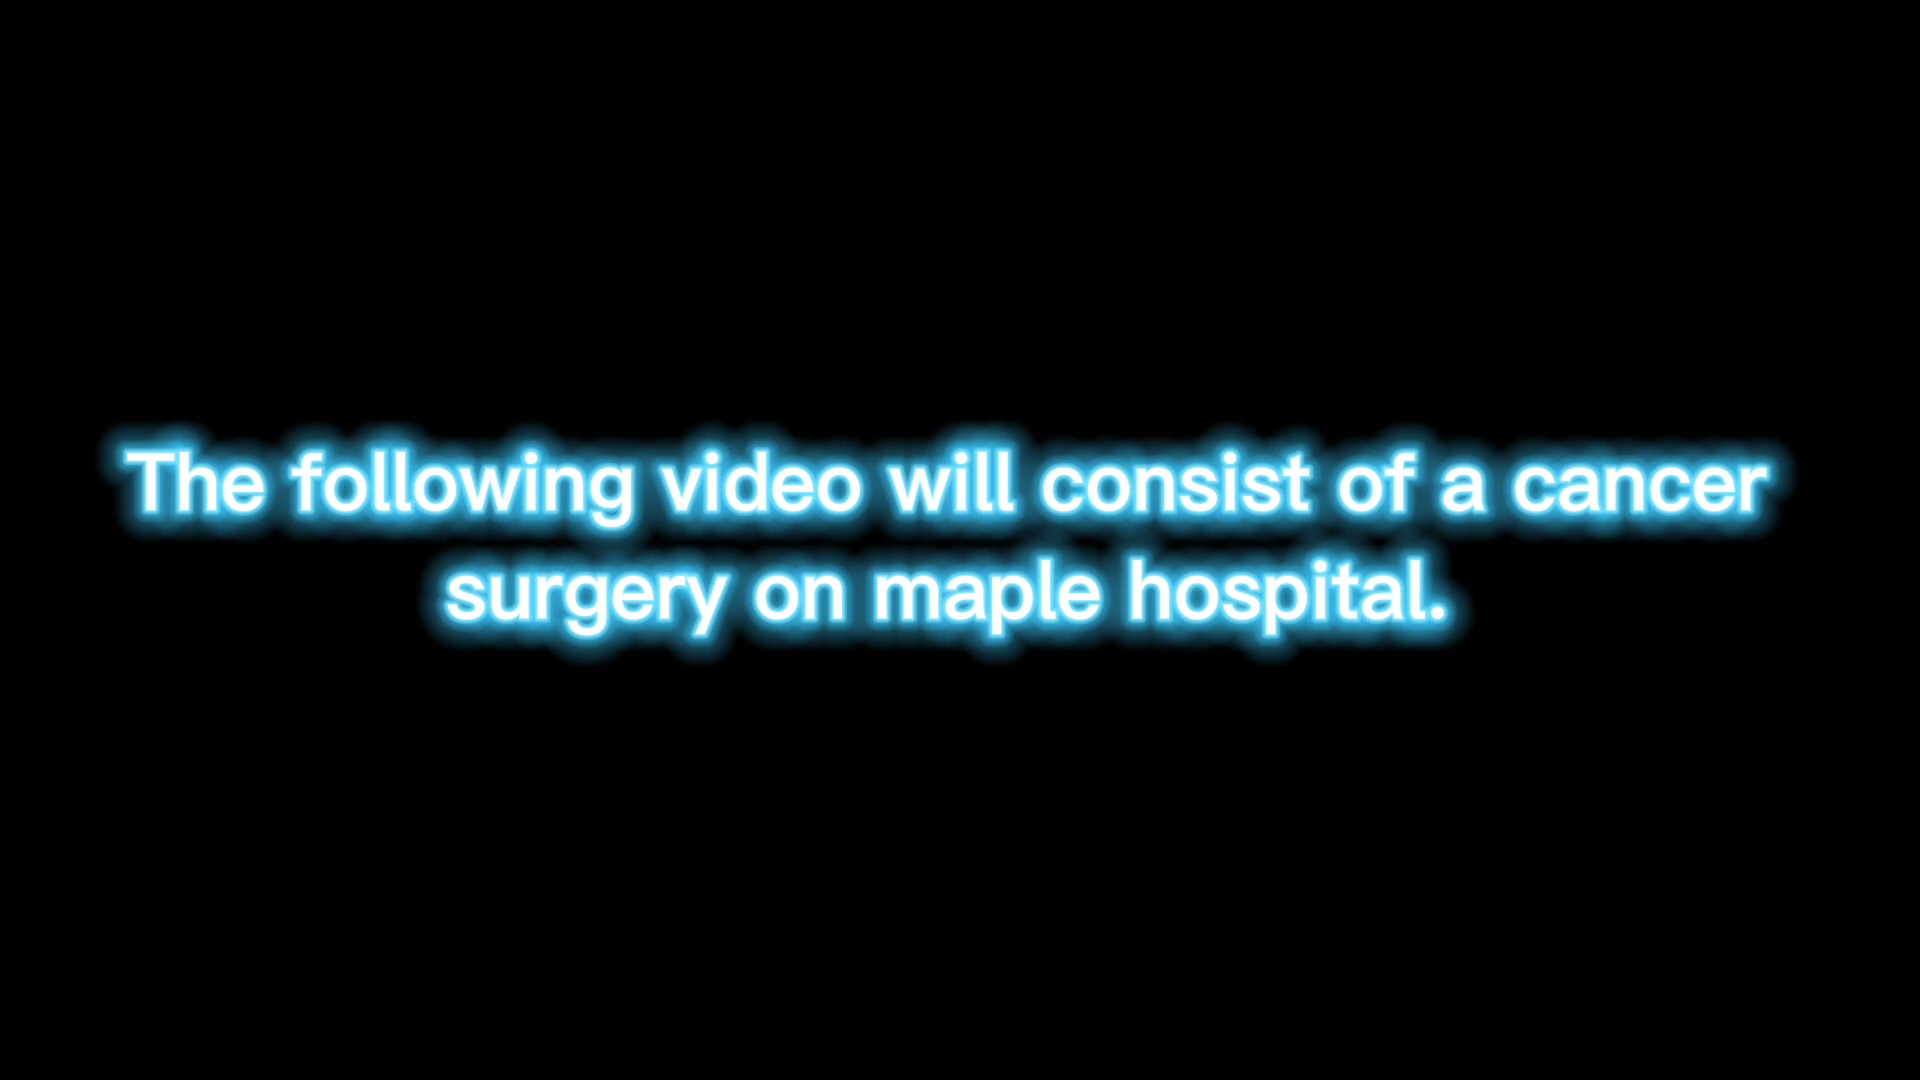 The following video will consist of a cancer
surgery on maple hospital.